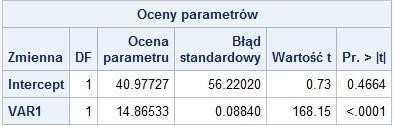 Oceny parametrów
Zmienna DF Ocena parametru Błąd standardowy Wartość t Pr. > |t|
Intercept 1 40.97727 56.22020 0.73 0.4664
VAR1 1 14.86533 0.08840 168.15 <.0001